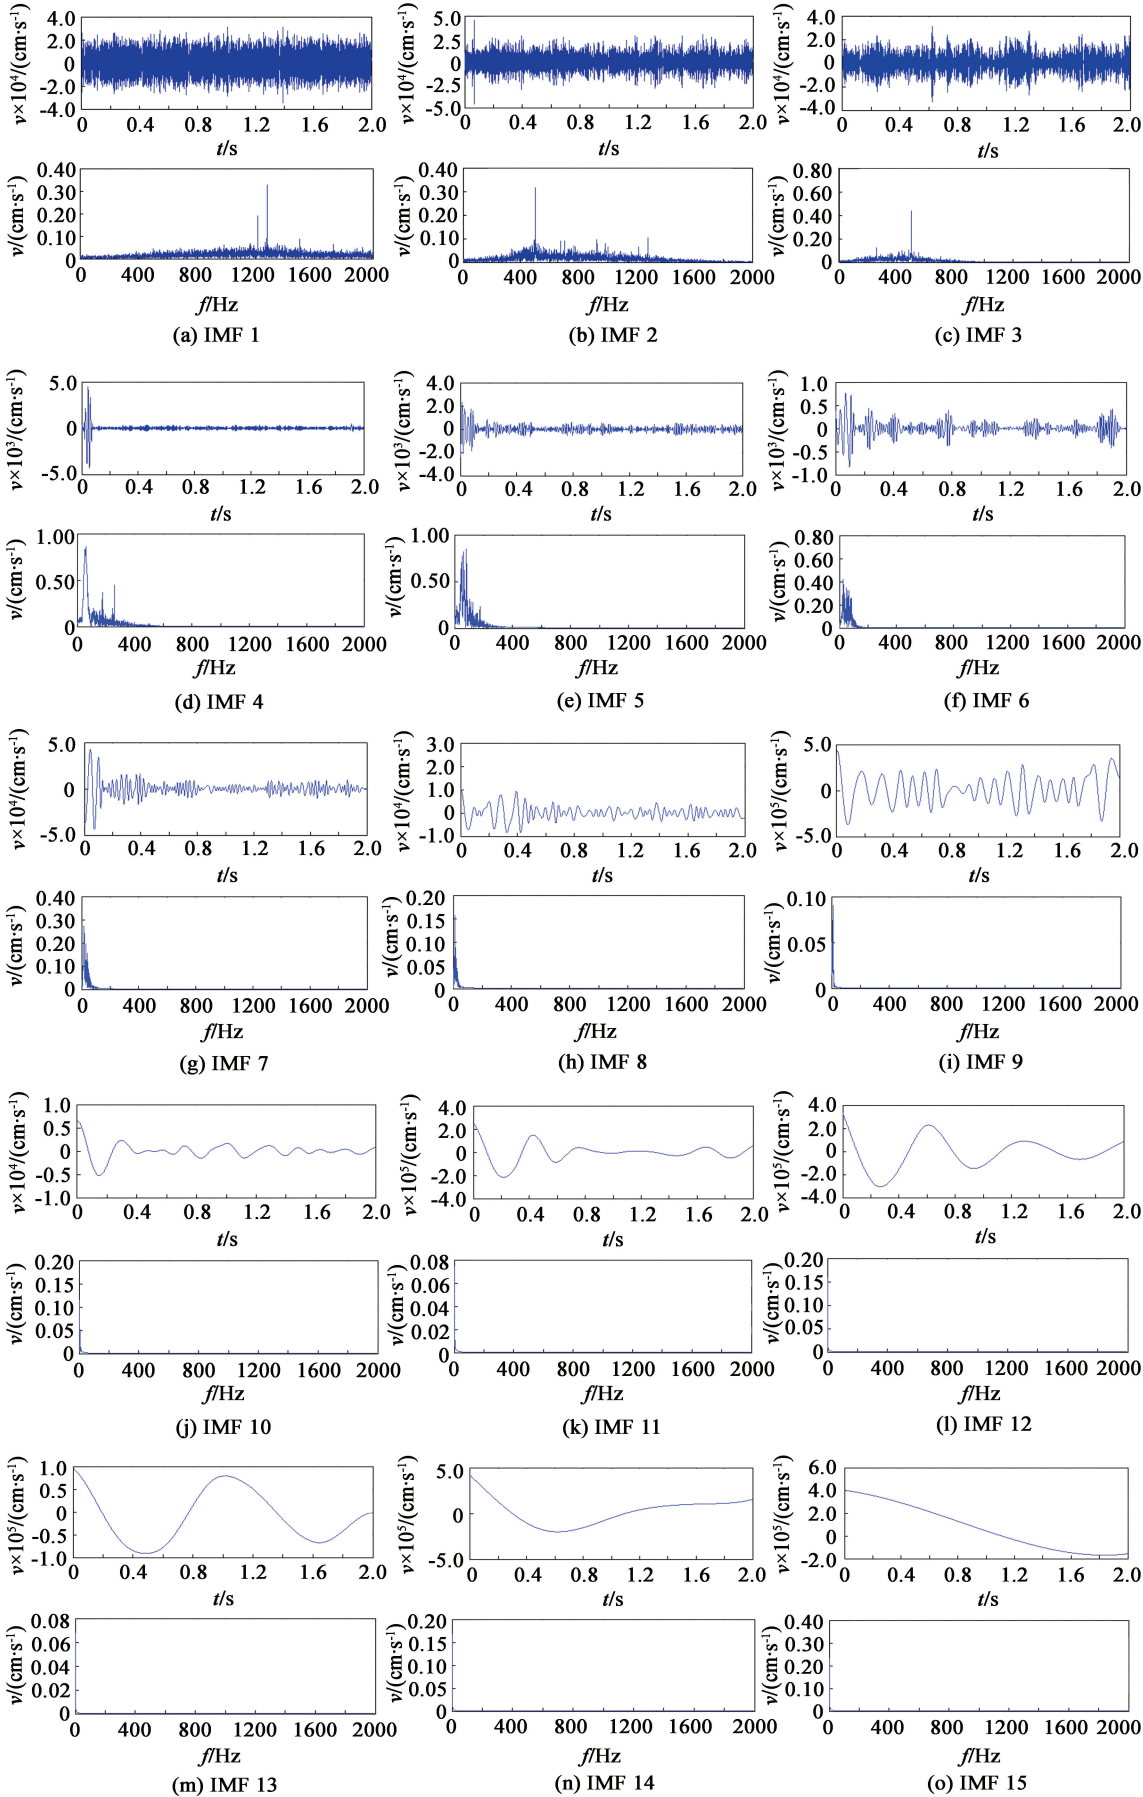 v×10⁴/(cm·s⁻¹)
4.0
2.0
0
-2.0
-4.0
0 0.4 0.8 1.2 1.6 2.0
t/s
v×10⁴/(cm·s⁻¹)
5.0
2.5
0
-2.5
-5.0
0 0.4 0.8 1.2 1.6 2.0
t/s
v×10⁴/(cm·s⁻¹)
4.0
2.0
0
-2.0
-4.0
0 0.4 0.8 1.2 1.6 2.0
t/s
v/(cm·s⁻¹)
0.40
0.30
0.20
0.10
0
0 400 800 1200 1600 2000
f/Hz
v/(cm·s⁻¹)
0.40
0.30
0.20
0.10
0
0 400 800 1200 1600 2000
f/Hz
v/(cm·s⁻¹)
0.80
0.60
0.40
0.20
0
0 400 800 1200 1600 2000
f/Hz
(a) IMF 1
(b) IMF 2
(c) IMF 3
v×10³/(cm·s⁻¹)
5.0
0
-5.0
0 0.4 0.8 1.2 1.6 2.0
t/s
v×10³/(cm·s⁻¹)
4.0
2.0
0
-2.0
-4.0
0 0.4 0.8 1.2 1.6 2.0
t/s
v×10³/(cm·s⁻¹)
1.0
0.5
0
-0.5
-1.0
0 0.4 0.8 1.2 1.6 2.0
t/s
v/(cm·s⁻¹)
1.00
0.50
0
0 400 800 1200 1600 2000
f/Hz
v/(cm·s⁻¹)
1.00
0.50
0
0 400 800 1200 1600 2000
f/Hz
v/(cm·s⁻¹)
0.80
0.60
0.40
0.20
0
0 400 800 1200 1600 2000
f/Hz
(d) IMF 4
(e) IMF 5
(f) IMF 6
v×10⁴/(cm·s⁻¹)
5.0
0
-5.0
0 0.4 0.8 1.2 1.6 2.0
t/s
v×10⁴/(cm·s⁻¹)
3.0
2.0
1.0
0
-1.0
0 0.4 0.8 1.2 1.6 2.0
t/s
v×10⁵/(cm·s⁻¹)
5.0
0
-5.0
0 0.4 0.8 1.2 1.6 2.0
t/s
v/(cm·s⁻¹)
0.40
0.30
0.20
0.10
0
0 400 800 1200 1600 2000
f/Hz
v/(cm·s⁻¹)
0.20
0.15
0.10
0.05
0
0 400 800 1200 1600 2000
f/Hz
v/(cm·s⁻¹)
0.10
0.05
0
0 400 800 1200 1600 2000
f/Hz
(g) IMF 7
(h) IMF 8
(i) IMF 9
v×10⁴/(cm·s⁻¹)
1.0
0.5
0
-0.5
-1.0
0 0.4 0.8 1.2 1.6 2.0
t/s
v×10⁵/(cm·s⁻¹)
4.0
2.0
0
-2.0
-4.0
0 0.4 0.8 1.2 1.6 2.0
t/s
v×10⁵/(cm·s⁻¹)
4.0
2.0
0
-2.0
-4.0
0 0.4 0.8 1.2 1.6 2.0
t/s
v/(cm·s⁻¹)
0.20
0.15
0.10
0.05
0
0 400 800 1200 1600 2000
f/Hz
v/(cm·s⁻¹)
0.08
0.06
0.04
0.02
0
0 400 800 1200 1600 2000
f/Hz
v/(cm·s⁻¹)
0.20
0.15
0.10
0.05
0
0 400 800 1200 1600 2000
f/Hz
(j) IMF 10
(k) IMF 11
(l) IMF 12
v×10⁵/(cm·s⁻¹)
1.0
0.5
0
-0.5
-1.0
0 0.4 0.8 1.2 1.6 2.0
t/s
v×10⁵/(cm·s⁻¹)
5.0
0
-5.0
0 0.4 0.8 1.2 1.6 2.0
t/s
v×10⁵/(cm·s⁻¹)
6.0
4.0
2.0
0
-2.0
0 0.4 0.8 1.2 1.6 2.0
t/s
v/(cm·s⁻¹)
0.08
0.06
0.04
0.02
0
0 400 800 1200 1600 2000
f/Hz
v/(cm·s⁻¹)
0.20
0.15
0.10
0.05
0
0 400 800 1200 1600 2000
f/Hz
v/(cm·s⁻¹)
0.40
0.30
0.20
0.10
0
0 400 800 1200 1600 2000
f/Hz
(m) IMF 13
(n) IMF 14
(o) IMF 15